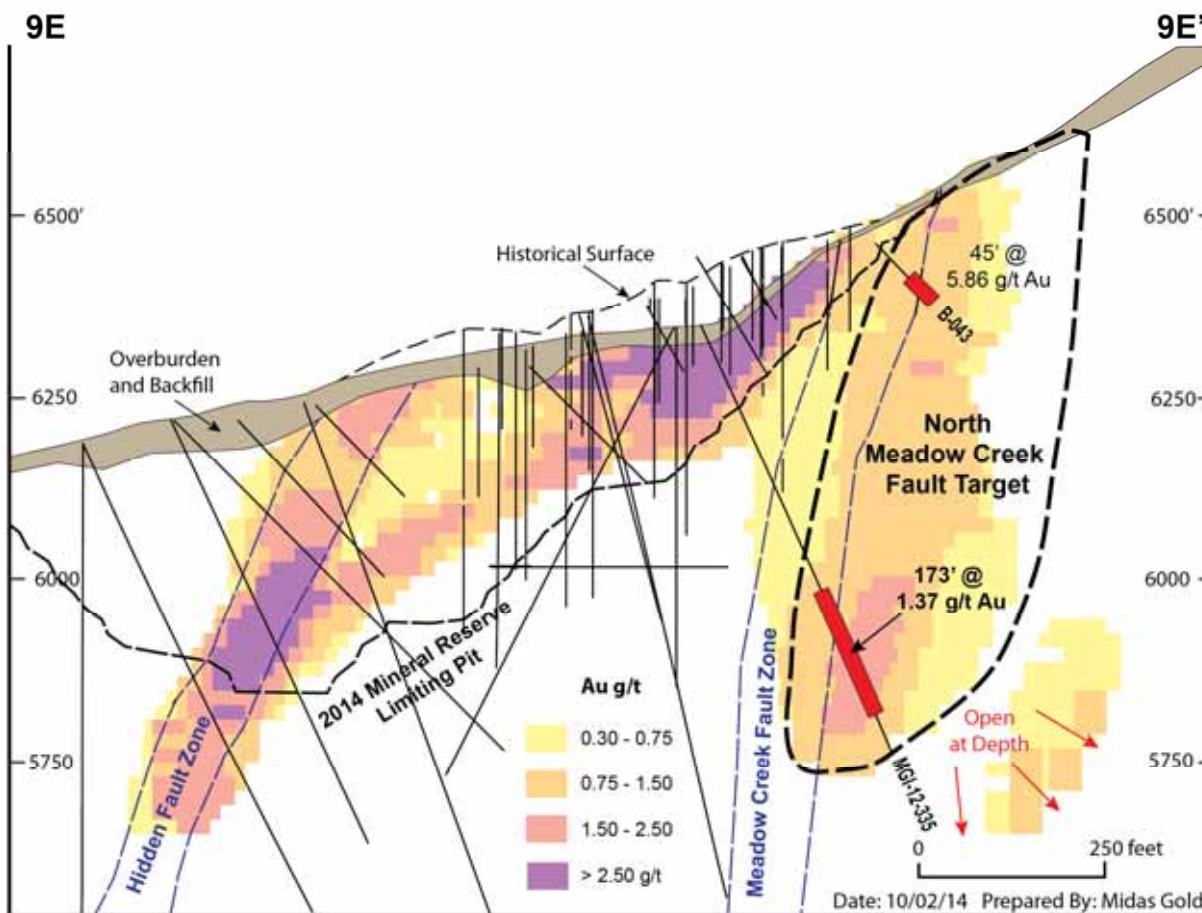 9E
9E'
6500'
6500'
Historical Surface
45' @
5.86 g/t Au
B-043
Overburden
and Backfill
6250
6250
North
Meadow Creek
Fault Target
6000
6000
173' @
1.37 g/t Au
2014 Mineral Reserve
Limiting Pit
Au g/t
0.30 - 0.75
0.75 - 1.50
1.50 - 2.50
> 2.50 g/t
Hidden Fault Zone
Meadow Creek Fault Zone
Open
at Depth
5750
5750
MGI-12-335
0
250 feet
Date: 10/02/14 Prepared By: Midas Gold